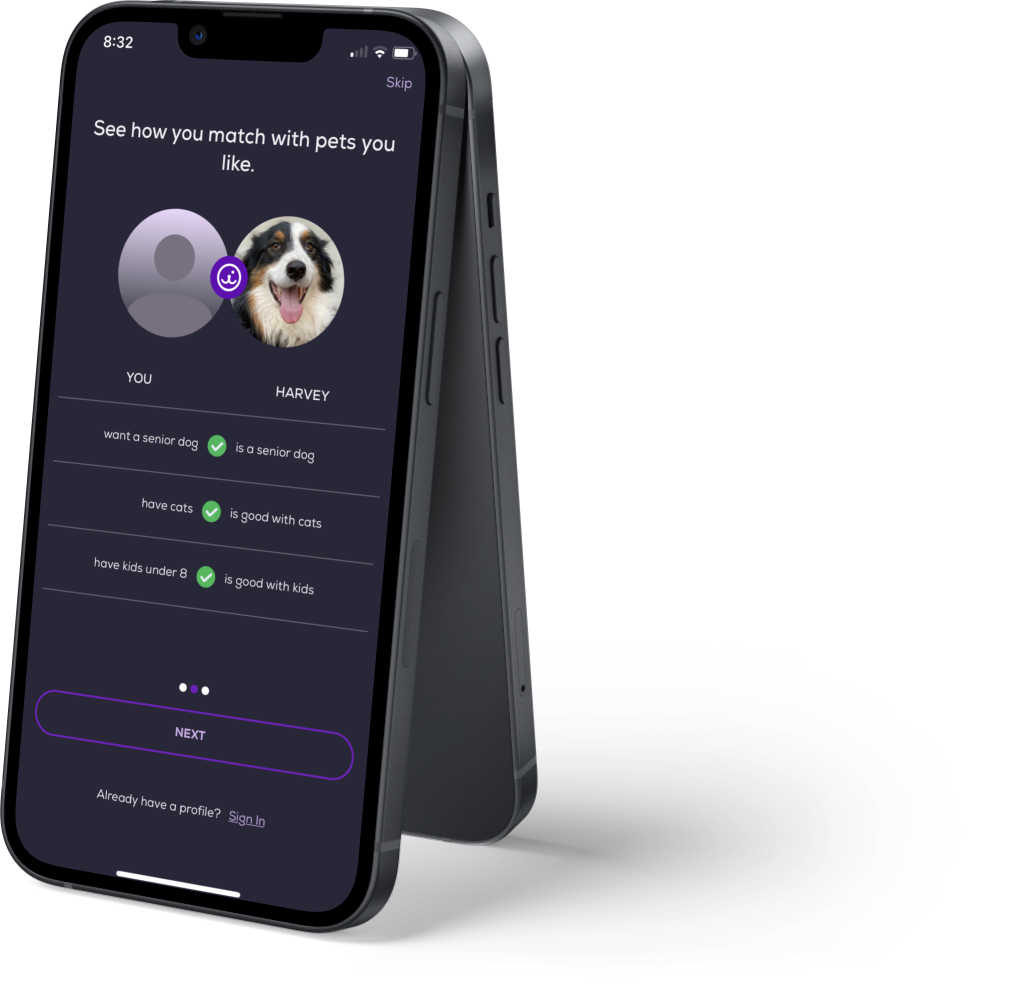 8:32
Skip
See how you match with pets you
like.
YOU
HARVEY
want a senior dog is a senior dog
have cats is good with cats
have kids under 8 is good with kids
NEXT
Already have a profile? Sign In